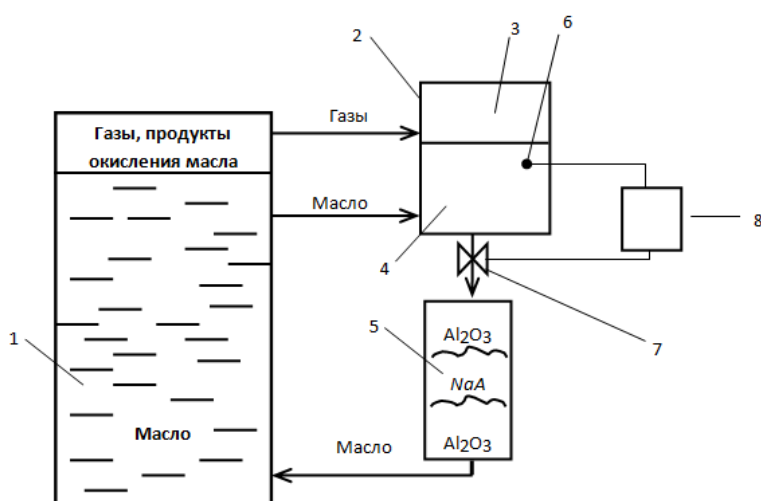 2
3
6
Газы
Газы, продукты
окисления масла
Масло
8
4
1
5
7
Al₂O₃
NaA
Масло
Масло
Al₂O₃